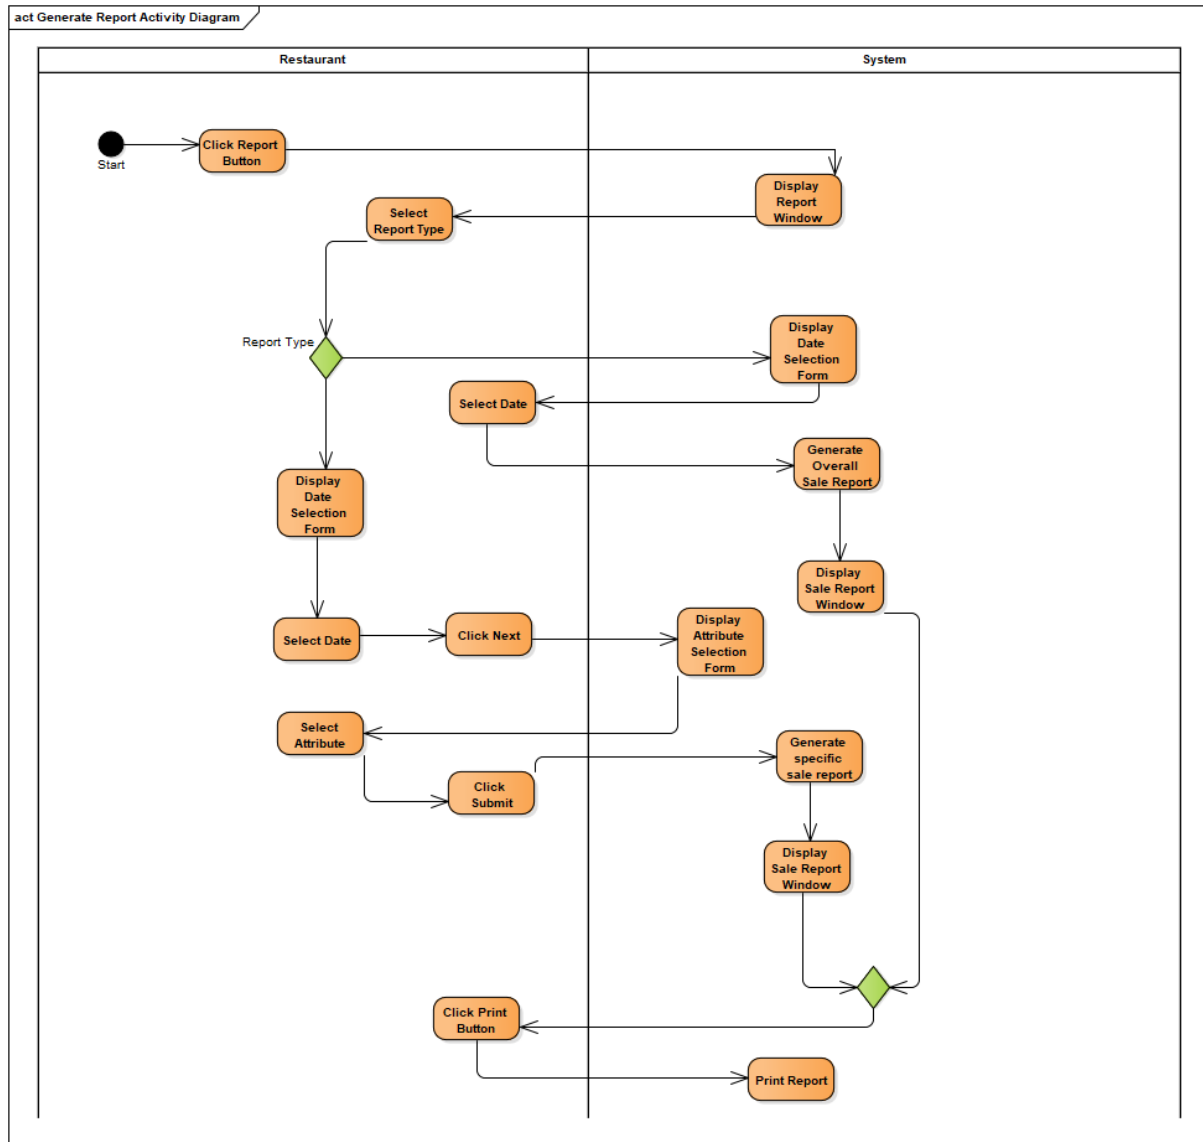 act Generate Report Activity Diagram
Restaurant
System
Start
Click Report
Button
Display
Report
Window
Select
Report Type
Report Type
Display
Date
Selection
Form
Select Date
Generate
Overall
Sale Report
Display
Date
Selection
Form
Display
Sale Report
Window
Select Date
Click Next
Display
Attribute
Selection
Form
Select
Attribute
Generate
specific
sale report
Click
Submit
Display
Sale Report
Window
Click Print
Button
Print Report